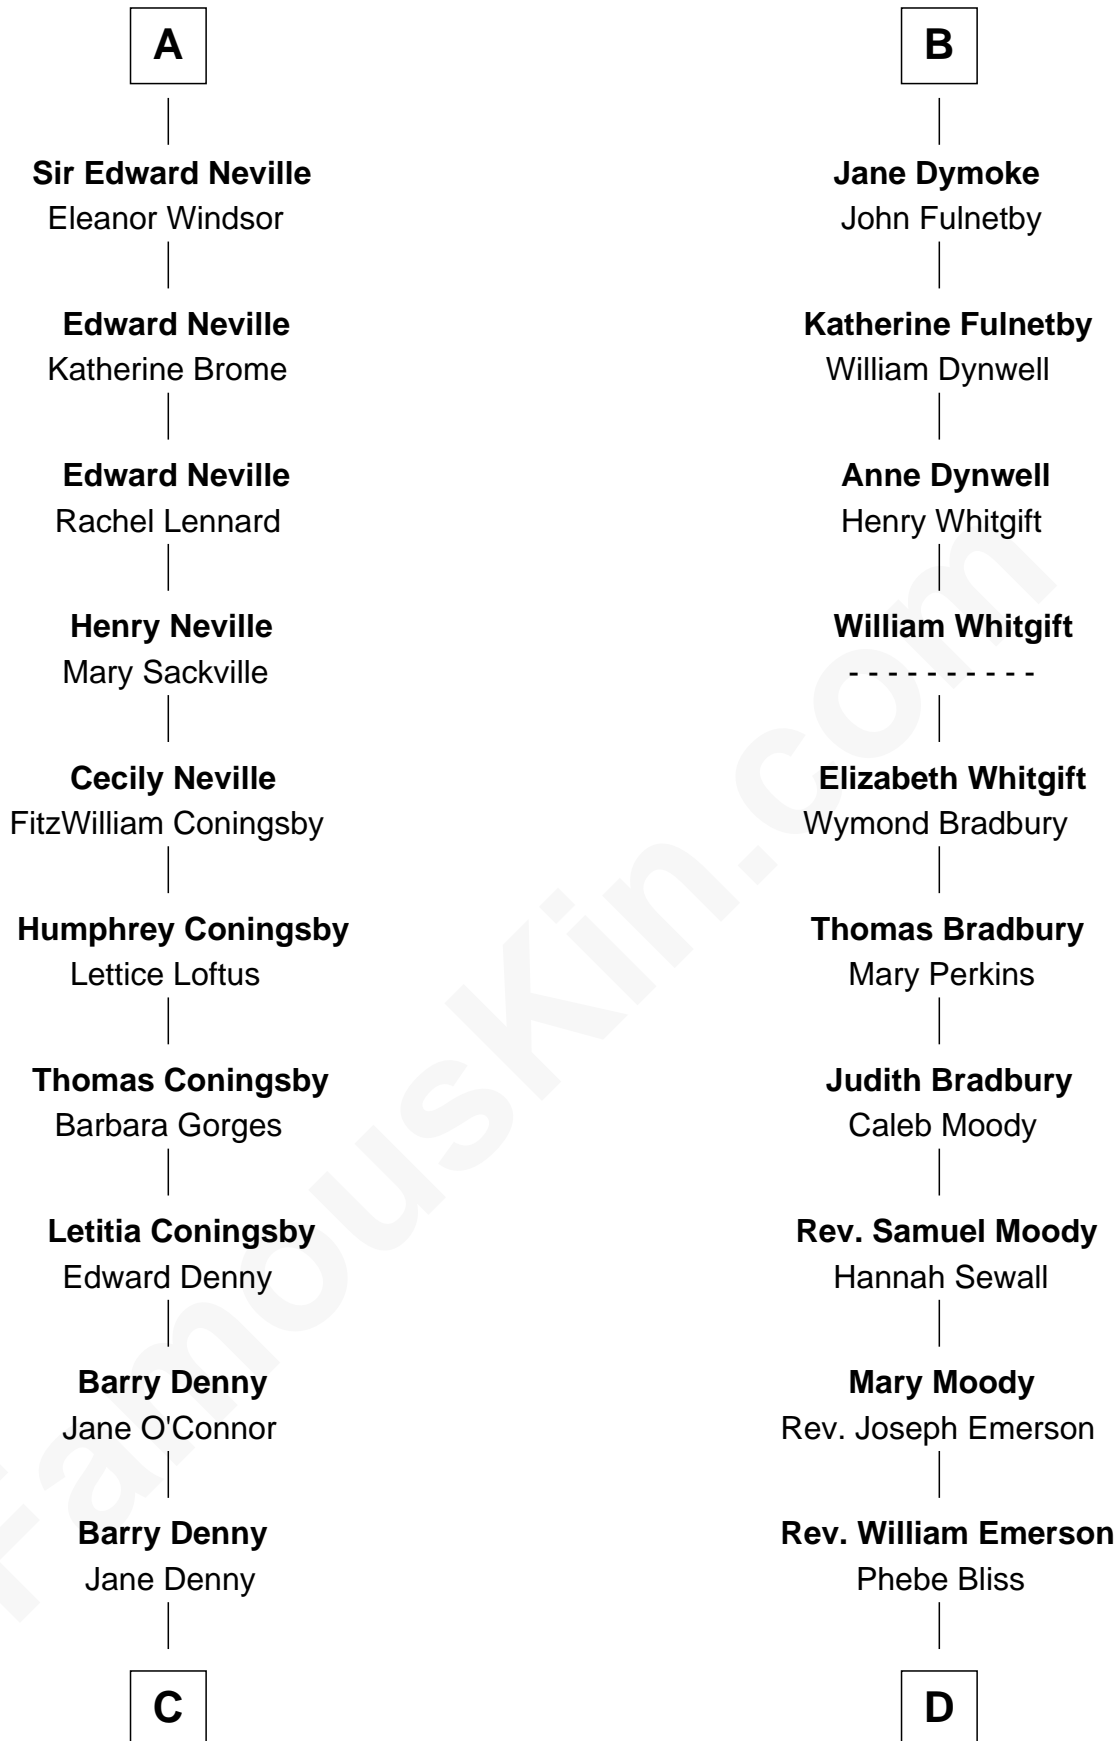 A
Sir Edward Neville
Eleanor Windsor
Edward Neville
Katherine Brome
Edward Neville
Rachel Lennard
Henry Neville
Mary Sackville
Cecily Neville
FitzWilliam Coningsby
Humphrey Coningsby
Lettice Loftus
Thomas Coningsby
Barbara Gorges
Letitia Coningsby
Edward Denny
Barry Denny
Jane O'Connor
Barry Denny
Jane Denny
C
B
Jane Dymoke
John Fulnetby
Katherine Fulnetby
William Dynwell
Anne Dynwell
Henry Whitgift
William Whitgift
- - - - - - - - - -
Elizabeth Whitgift
Wymond Bradbury
Thomas Bradbury
Mary Perkins
Judith Bradbury
Caleb Moody
Rev. Samuel Moody
Hannah Sewall
Mary Moody
Rev. Joseph Emerson
Rev. William Emerson
Phebe Bliss
D
FamousKin.com